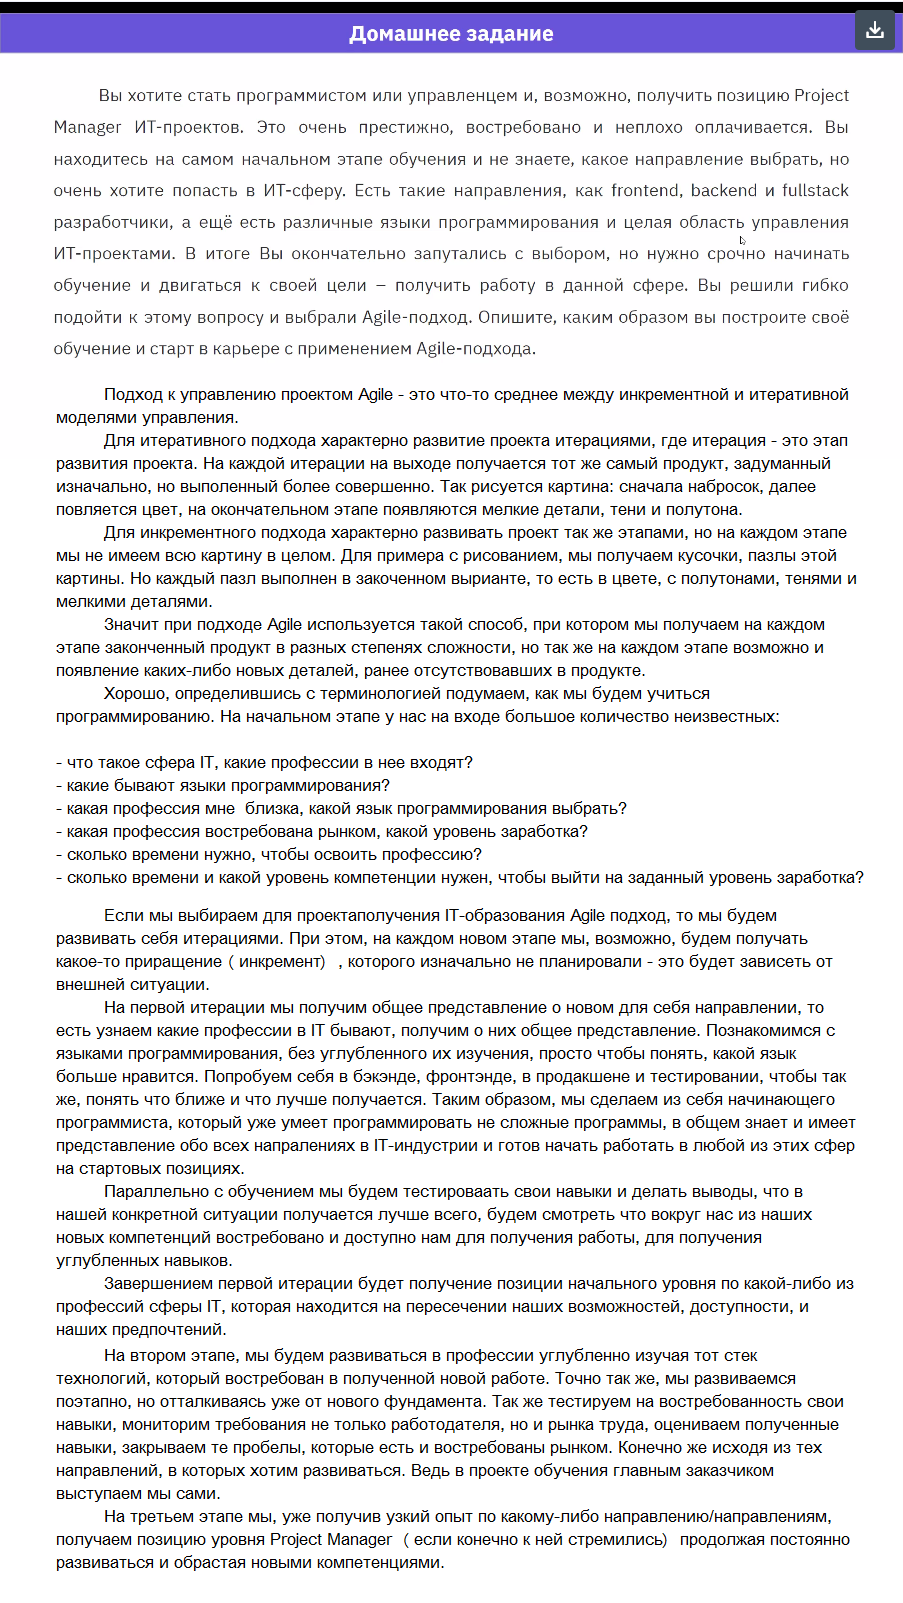 Домашнее задание
Вы хотите стать программистом или управленцем и, возможно, получить позицию Project
Manager ИТ-проектов. Это очень престижно, востребовано и неплохо оплачивается. Вы
находитесь на самом начальном этапе обучения и не знаете, какое направление выбрать, но
очень хотите попасть в ИТ-сферу. Есть такие направления, как frontend, backend и fullstack
разработчики, а ещё есть различные языки программирования и целая область управления
ИТ-проектами. В итоге Вы окончательно запутались с выбором, но нужно срочно начинать
обучение и двигаться к своей цели – получить работу в данной сфере. Вы решили гибко
подойти к этому вопросу и выбрали Agile-подход. Опишите, каким образом вы построите своё
обучение и старт в карьере с применением Agile-подхода.
Подход к управлению проектом Agile - это что-то среднее между инкрементной и итеративной
моделями управления.
Для итеративного подхода характерно развитие проекта итерациями, где итерация - это этап
развития проекта. На каждой итерации на выходе получается тот же самый продукт, задуманный
изначально, но выполенный более совершенно. Так рисуется картина: сначала набросок, далее
повляется цвет, на окончательном этапе появляются мелкие детали, тени и полутона.
Для инкрементного подхода характерно развивать проект так же этапами, но на каждом этапе
мы не имеем всю картину в целом. Для примера с рисованием, мы получаем кусочки, пазлы этой
картины. Но каждый пазл выполнен в закоченном вырианте, то есть в цвете, с полутонами, тенями и
мелкими деталями.
Значит при подходе Agile используется такой способ, при котором мы получаем на каждом
этапе законченный продукт в разных степенях сложности, но так же на каждом этапе возможно и
появление каких-либо новых деталей, ранее отсутствовавших в продукте.
Хорошо, определившись с терминологией подумаем, как мы будем учиться
программированию. На начальном этапе у нас на входе большое количество неизвестных:
- что такое сфера IT, какие профессии в нее входят?
- какие бывают языки программирования?
- какая профессия мне  близка, какой язык программирования выбрать?
- какая профессия востребована рынком, какой уровень заработка?
- сколько времени нужно, чтобы освоить профессию?
- сколько времени и какой уровень компетенции нужен, чтобы выйти на заданный уровень заработка?
Если мы выбираем для проектаполучения IT-образования Agile подход, то мы будем
развивать себя итерациями. При этом, на каждом новом этапе мы, возможно, будем получать
какое-то приращение ( инкремент)  , которого изначально не планировали - это будет зависеть от
внешней ситуации.
На первой итерации мы получим общее представление о новом для себя направлении, то
есть узнаем какие профессии в IT бывают, получим о них общее представление. Познакомимся с
языками программирования, без углубленного их изучения, просто чтобы понять, какой язык
больше нравится. Попробуем себя в бэкэнде, фронтэнде, в продакшене и тестировании, чтобы так
же, понять что ближе и что лучше получается. Таким образом, мы сделаем из себя начинающего
программиста, который уже умеет программировать не сложные программы, в общем знает и имеет
представление обо всех напралениях в IT-индустрии и готов начать работать в любой из этих сфер
на стартовых позициях.
Параллельно с обучением мы будем тестироваать свои навыки и делать выводы, что в
нашей конкретной ситуации получается лучше всего, будем смотреть что вокруг нас из наших
новых компетенций востребовано и доступно нам для получения работы, для получения
углубленных навыков.
Завершением первой итерации будет получение позиции начального уровня по какой-либо из
профессий сферы IT, которая находится на пересечении наших возможностей, доступности, и
наших предпочтений.
На втором этапе, мы будем развиваться в профессии углубленно изучая тот стек
технологий, который востребован в полученной новой работе. Точно так же, мы развиваемся
поэтапно, но отталкиваясь уже от нового фундамента. Так же тестируем на востребованность свои
навыки, мониторим требования не только работодателя, но и рынка труда, оцениваем полученные
навыки, закрываем те пробелы, которые есть и востребованы рынком. Конечно же исходя из тех
направлений, в которых хотим развиваться. Ведь в проекте обучения главным заказчиком
выступаем мы сами.
На третьем этапе мы, уже получив узкий опыт по какому-либо направлению/направлениям,
получаем позицию уровня Project Manager  ( если конечно к ней стремились)  продолжая постоянно
развиваться и обрастая новыми компетенциями.